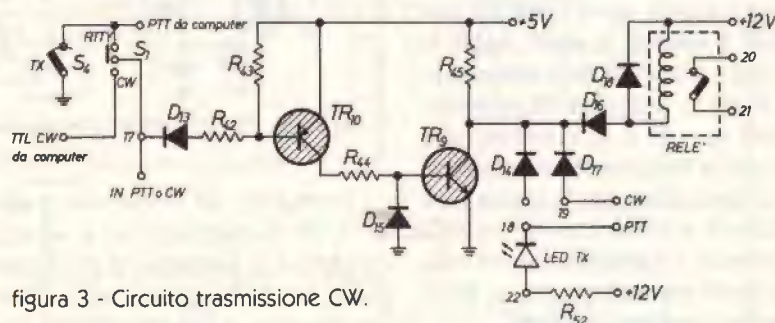 PTT da computer
RTTY
S1
TX
S4
CW
TTL CW
da computer
17
IN PTT o CW
D13
R42
R43
TR10
R44
D15
TR9
R45
+5V
D14
D17
D16
D18
+12V
20
21
RELE'
CW
19
18
PTT
LED TX
22
+12V
R52
figura 3 - Circuito trasmissione CW.